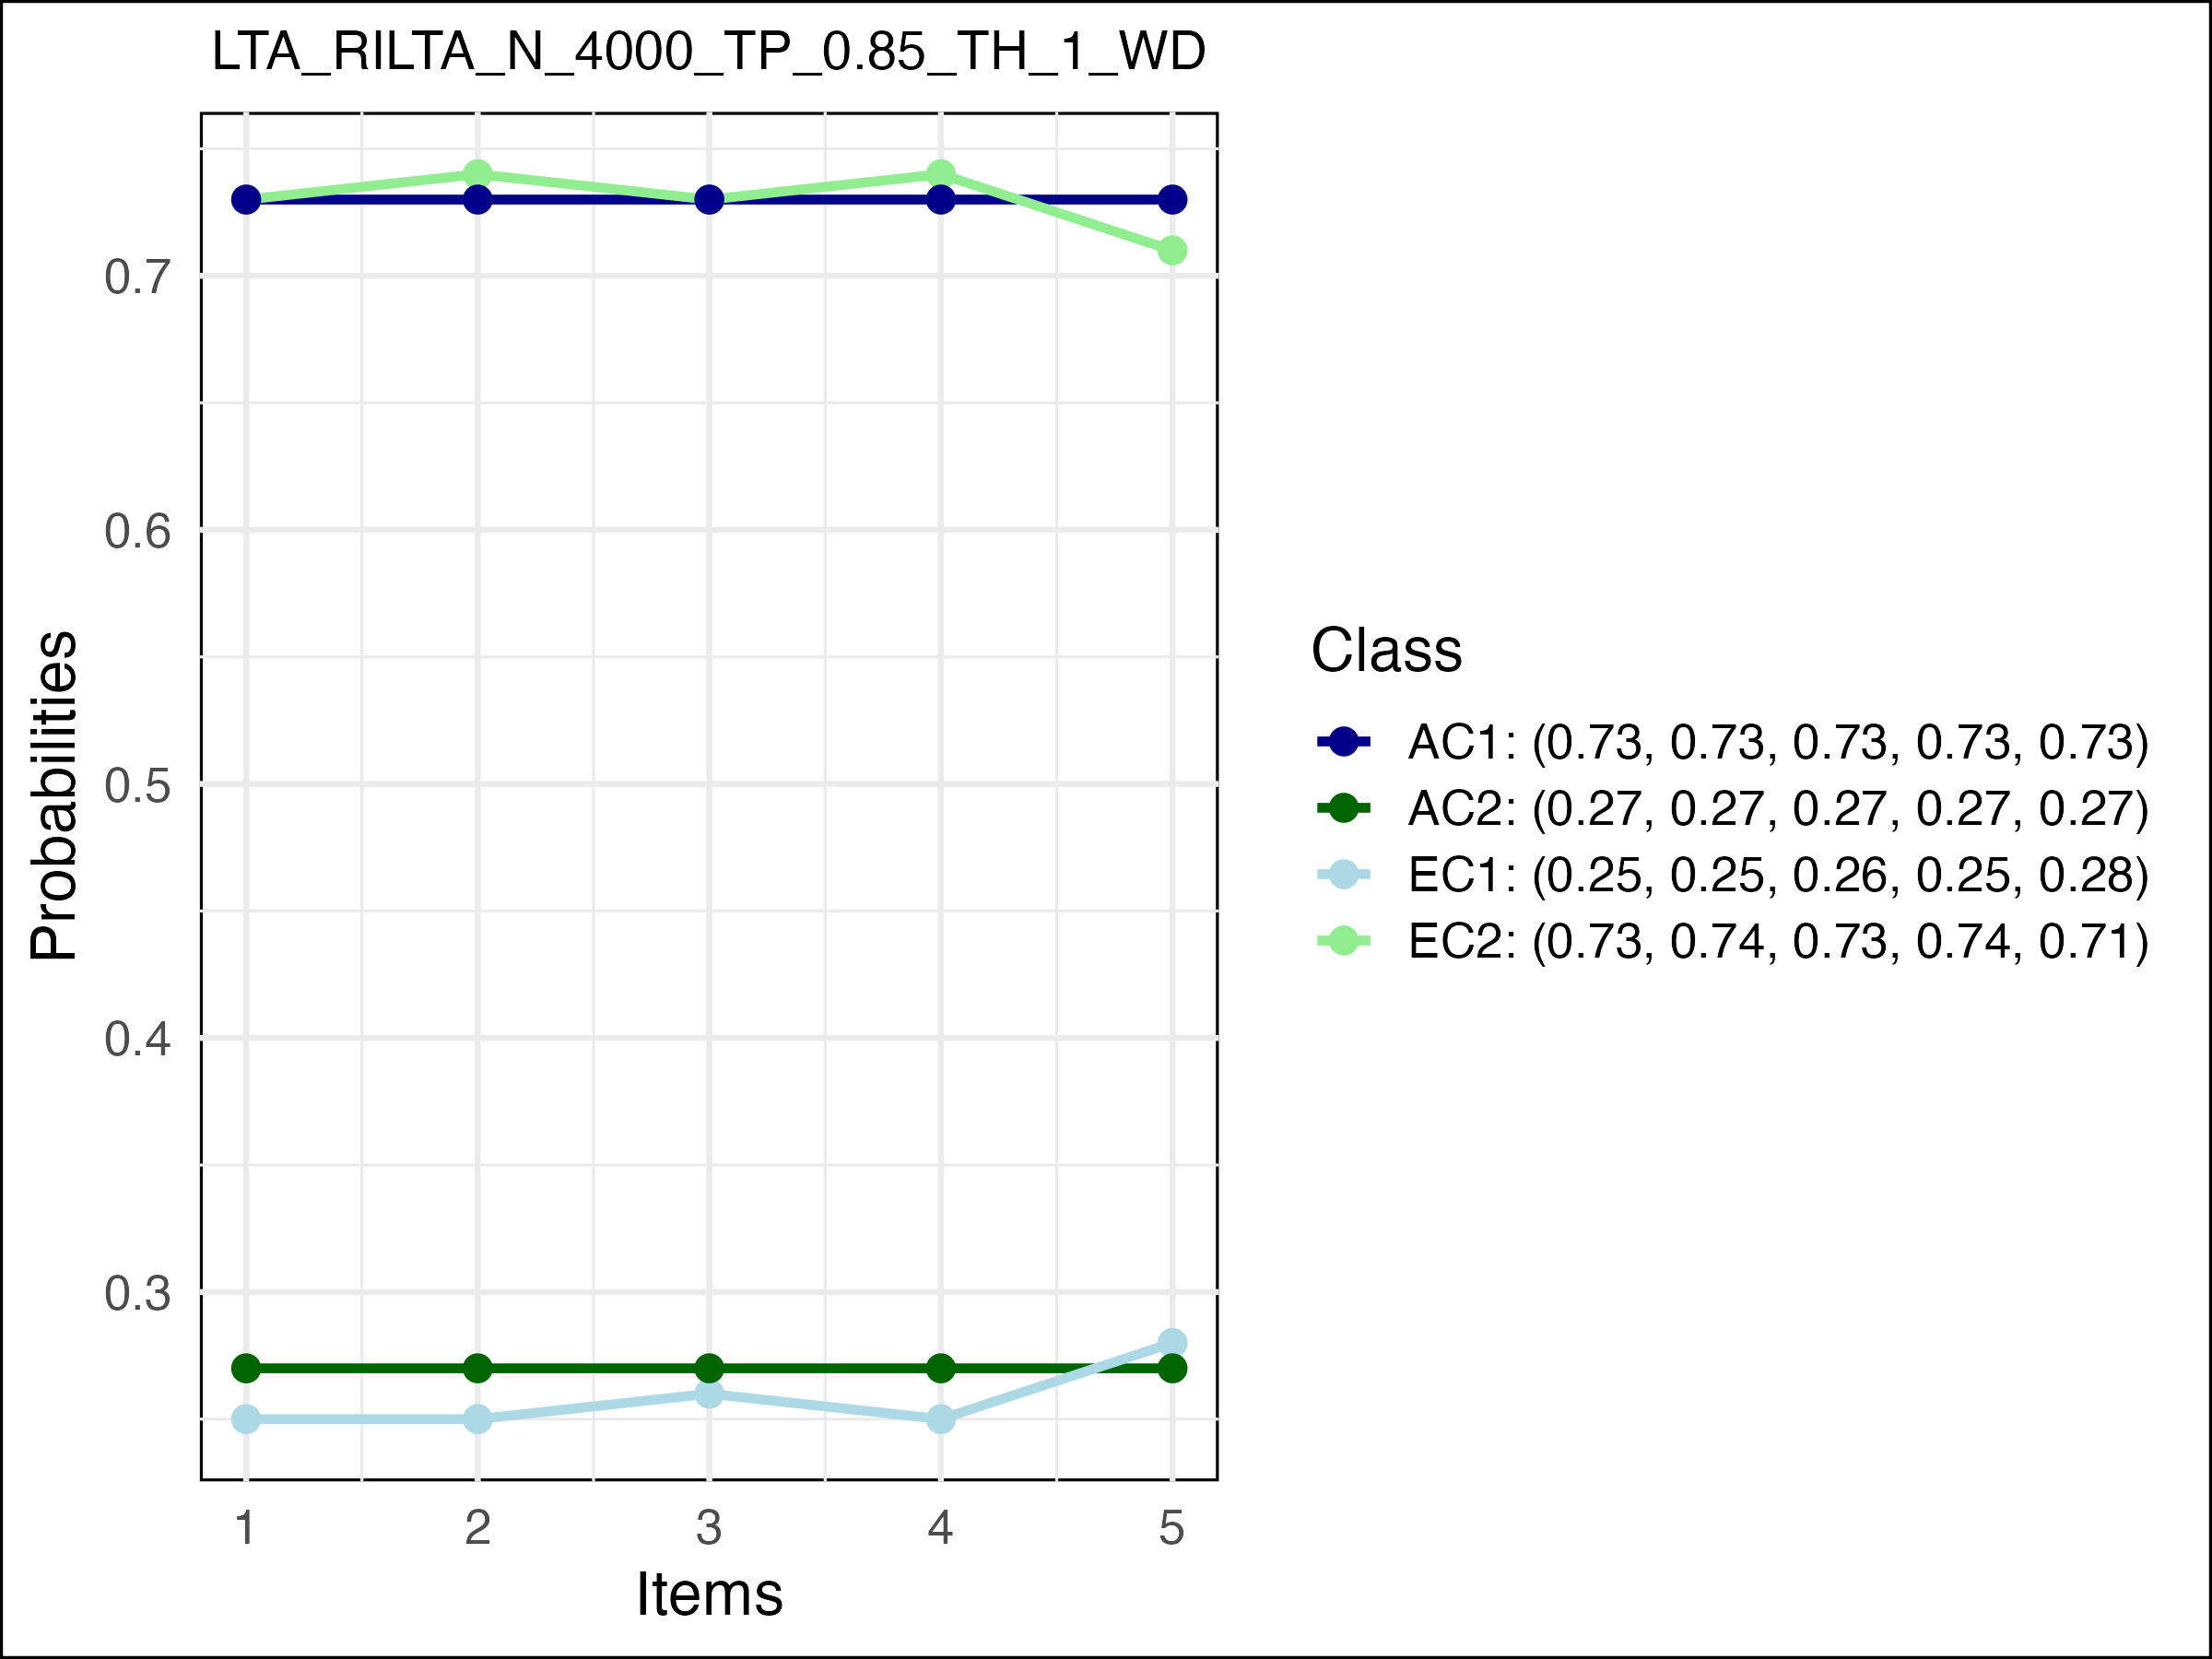 LTA_RILTA_N_4000_TP_0.85_TH_1_WD
Probabilities
0.7
0.6
0.5
0.4
0.3
1 2 3 4 5
Items
Class
AC1: (0.73, 0.73, 0.73, 0.73, 0.73)
AC2: (0.27, 0.27, 0.27, 0.27, 0.27)
EC1: (0.25, 0.25, 0.26, 0.25, 0.28)
EC2: (0.73, 0.74, 0.73, 0.74, 0.71)